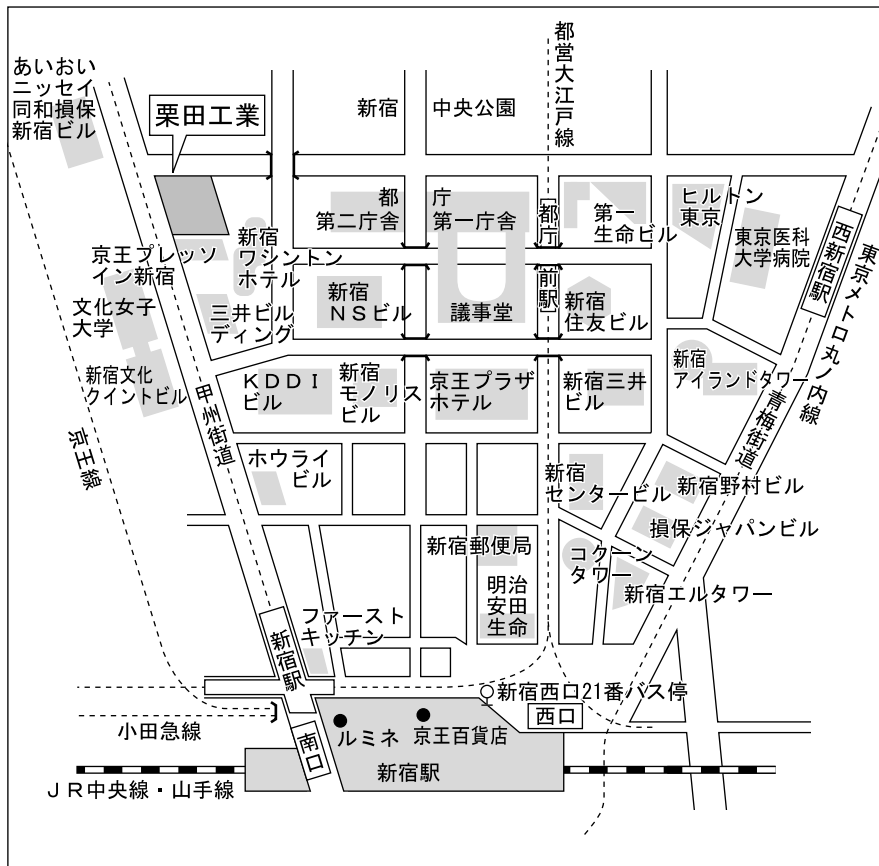 あいおい
ニッセイ
同和損保
新宿ビル
栗田工業
新宿 中央公園
都営大江戸線
都 庁
第二庁舎 第一庁舎
都庁前駅
第一
生命ビル
ヒルトン
東京
東京医科
大学病院
西新宿駅
東京メトロ丸ノ内線
京王プレッソ
イン新宿
新宿
ワシントン
ホテル
文化女子
大学
三井ビル
ディング
新宿
ＮＳビル
議事堂
新宿
住友ビル
新宿
アイランドタワー
新宿文化
クイントビル
甲州街道
ＫＤＤＩ
ビル
新宿
モノリス
ビル
京王プラザ
ホテル
新宿三井
ビル
青梅街道
京王線
ホウライ
ビル
新宿
センタービル
新宿野村ビル
損保ジャパンビル
新宿郵便局
コクーン
タワー
明治
安田
生命
新宿エルタワー
ファースト
キッチン
新宿駅
新宿西口21番バス停
西口
小田急線
南口
ルミネ
京王百貨店
新宿駅
ＪＲ中央線・山手線